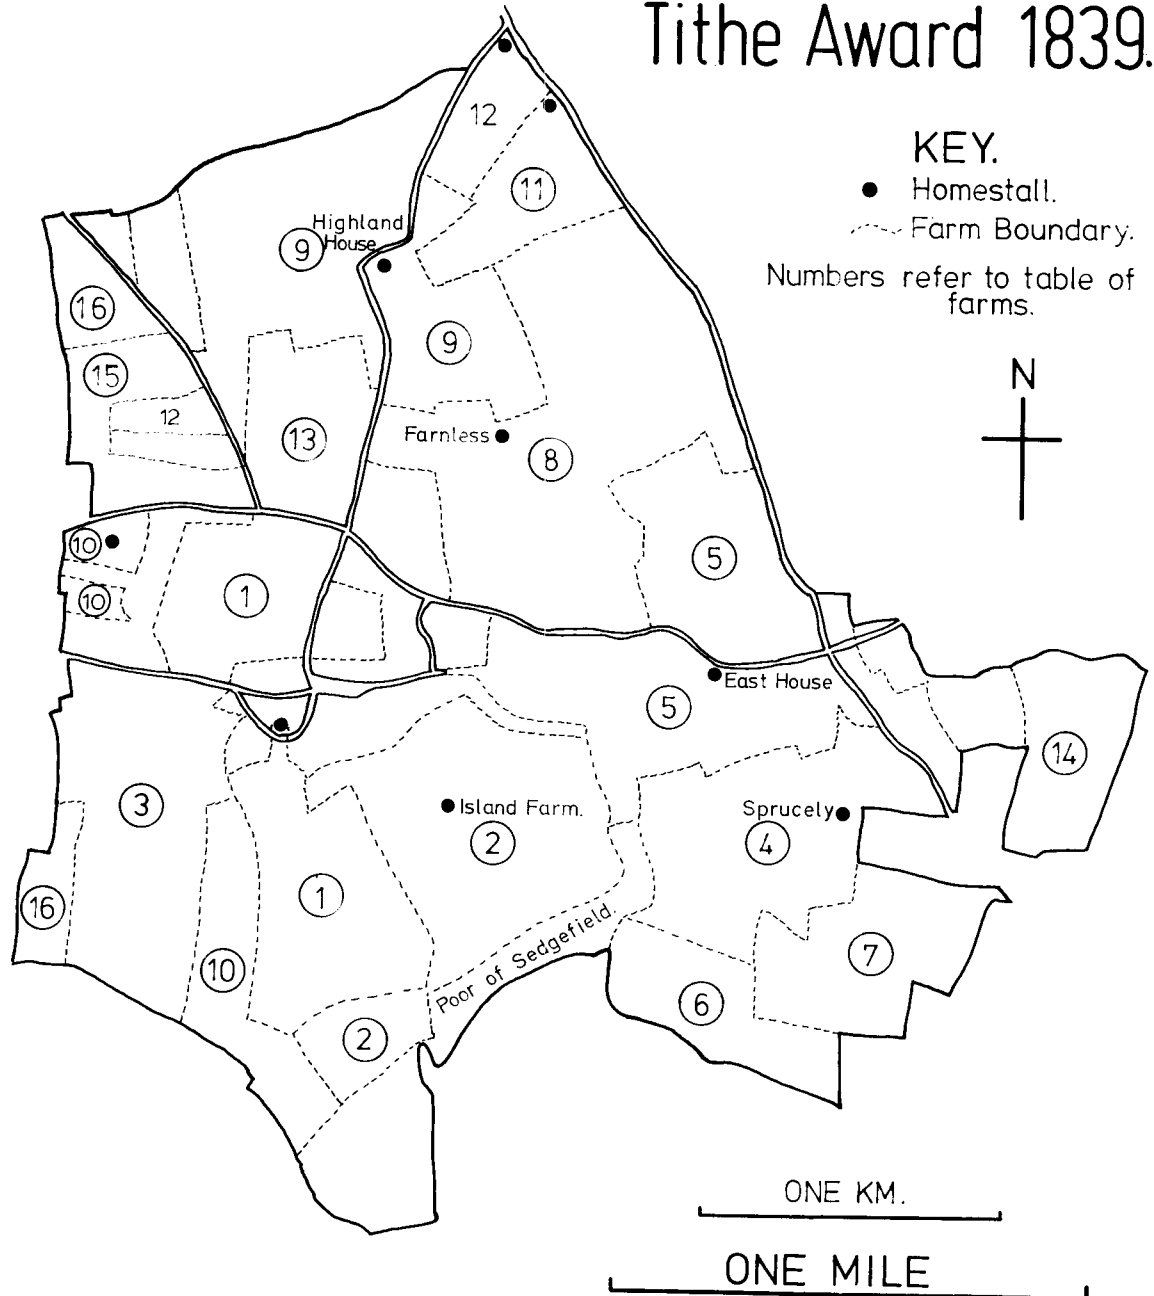 Tithe Award 1839.
KEY.
Homestall.
Farm Boundary.
Numbers refer to table of
farms.
N
12
11
Highland
House
9
16
9
15
12
13
Farnless
8
5
10
10
1
East House
5
14
3
Island Farm.
2
Sprucely
4
16
1
10
Poor of Sedgefield.
7
6
2
ONE KM.
ONE MILE